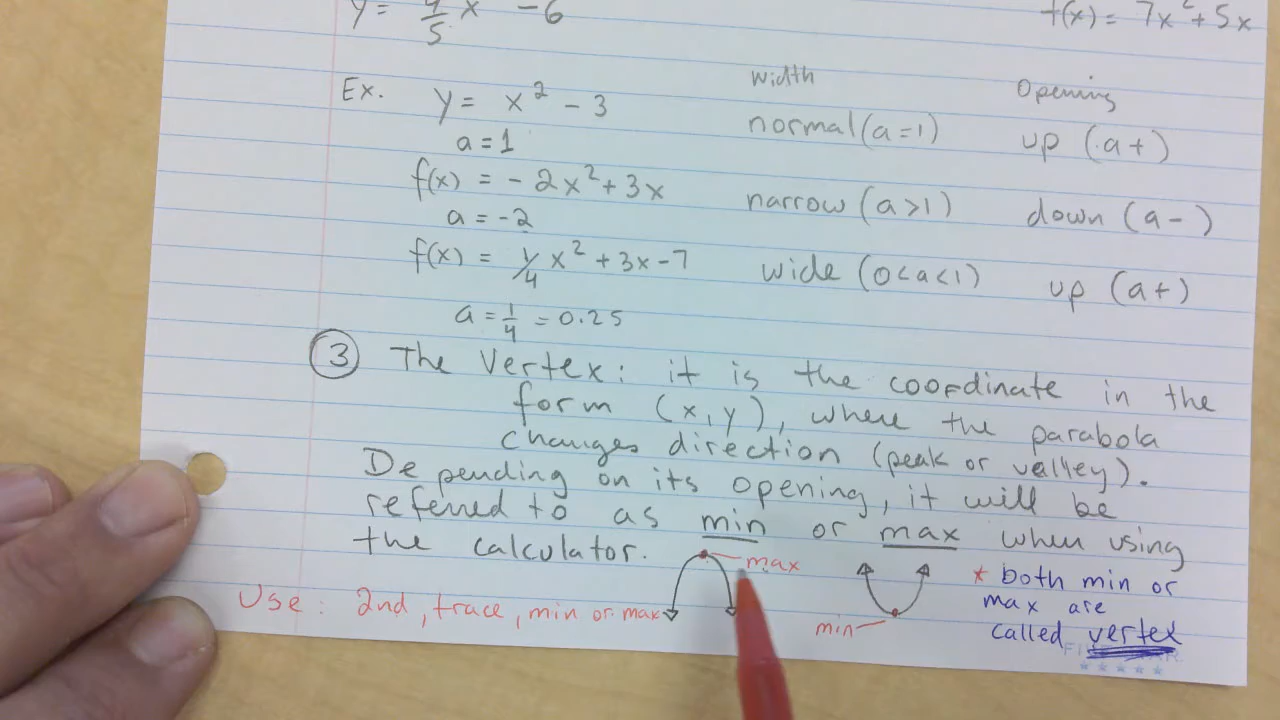 y = 4/5 x - 6
f(x) = 7x² + 5x
width
Opening
Ex. y = x² - 3
normal (a=1)
up (a+)
a = 1
f(x) = - 2x² + 3x
narrow (a>1)
down (a-)
a = -2
f(x) = 1/4 x² + 3x - 7
wide (0<a<1)
up (a+)
a = 1/4 = 0.25
③ The Vertex: it is the coordinate in the
form (x,y), where the parabola
changes direction (peak or valley).
Depending on its opening, it will be
referred to as min or max when using
the calculator.
max
Use: 2nd, trace, min or max
min
* both min or
max are
called vertex